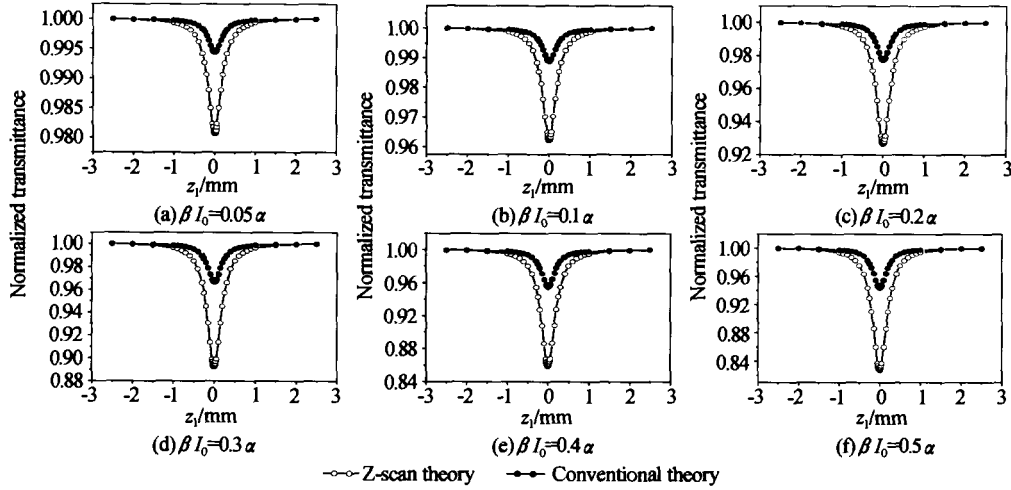 Normalized transmittance
1.000
0.995
0.990
0.985
0.980
-3 -2 -1 0 1 2 3
z₁/mm
(a) β I₀=0.05 α
1.00
0.99
0.98
0.97
0.96
-3 -2 -1 0 1 2 3
z₁/mm
(b) β I₀=0.1 α
1.00
0.98
0.96
0.94
0.92
-3 -2 -1 0 1 2 3
z₁/mm
(c) β I₀=0.2 α
Normalized transmittance
Normalized transmittance
1.00
0.98
0.96
0.94
0.92
0.90
0.88
-3 -2 -1 0 1 2 3
z₁/mm
(d) β I₀=0.3 α
1.00
0.96
0.92
0.88
0.84
-3 -2 -1 0 1 2 3
z₁/mm
(e) β I₀=0.4 α
1.00
0.96
0.92
0.88
0.84
-3 -2 -1 0 1 2 3
z₁/mm
(f) β I₀=0.5 α
Z-scan theory
Conventional theory